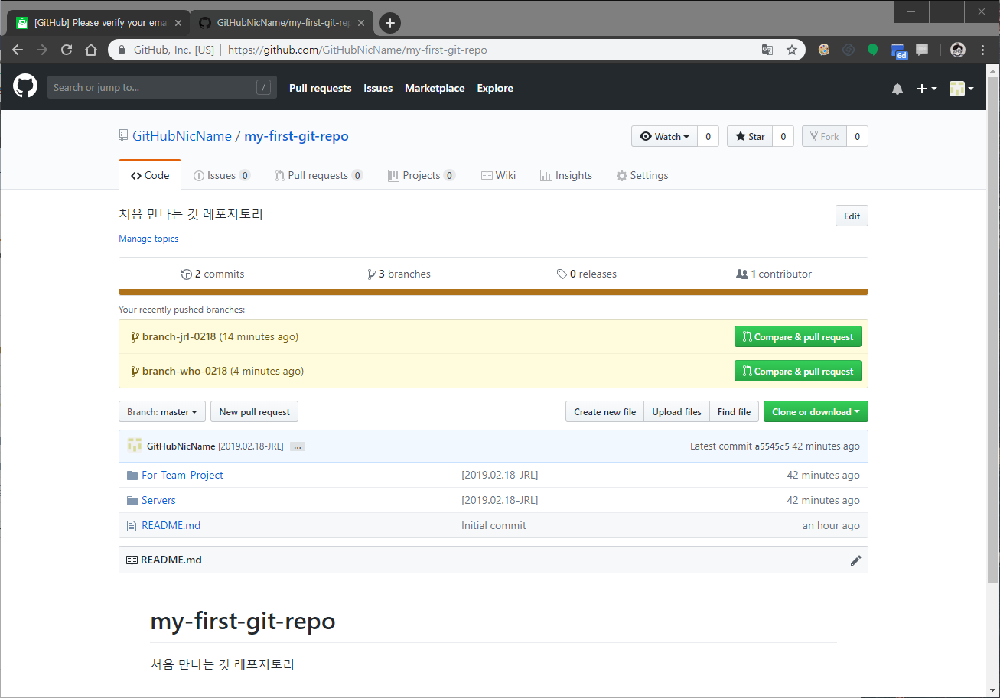 [GitHub] Please verify your ema
GitHubNicName/my-first-git-rep
GitHub, Inc. [US] | https://github.com/GitHubNicName/my-first-git-repo
6d
Search or jump to... /
Pull requests Issues Marketplace Explore
GitHubNicName / my-first-git-repo
Watch 0 Star 0 Fork 0
Code Issues 0 Pull requests 0 Projects 0 Wiki Insights Settings
처음 만나는 깃 레포지토리
Edit
Manage topics
2 commits 3 branches 0 releases 1 contributor
Your recently pushed branches:
branch-jrl-0218 (14 minutes ago) Compare & pull request
branch-who-0218 (4 minutes ago) Compare & pull request
Branch: master New pull request Create new file Upload files Find file Clone or download
GitHubNicName [2019.02.18-JRL] ... Latest commit a5545c5 42 minutes ago
For-Team-Project [2019.02.18-JRL] 42 minutes ago
Servers [2019.02.18-JRL] 42 minutes ago
README.md Initial commit an hour ago
README.md
my-first-git-repo
처음 만나는 깃 레포지토리